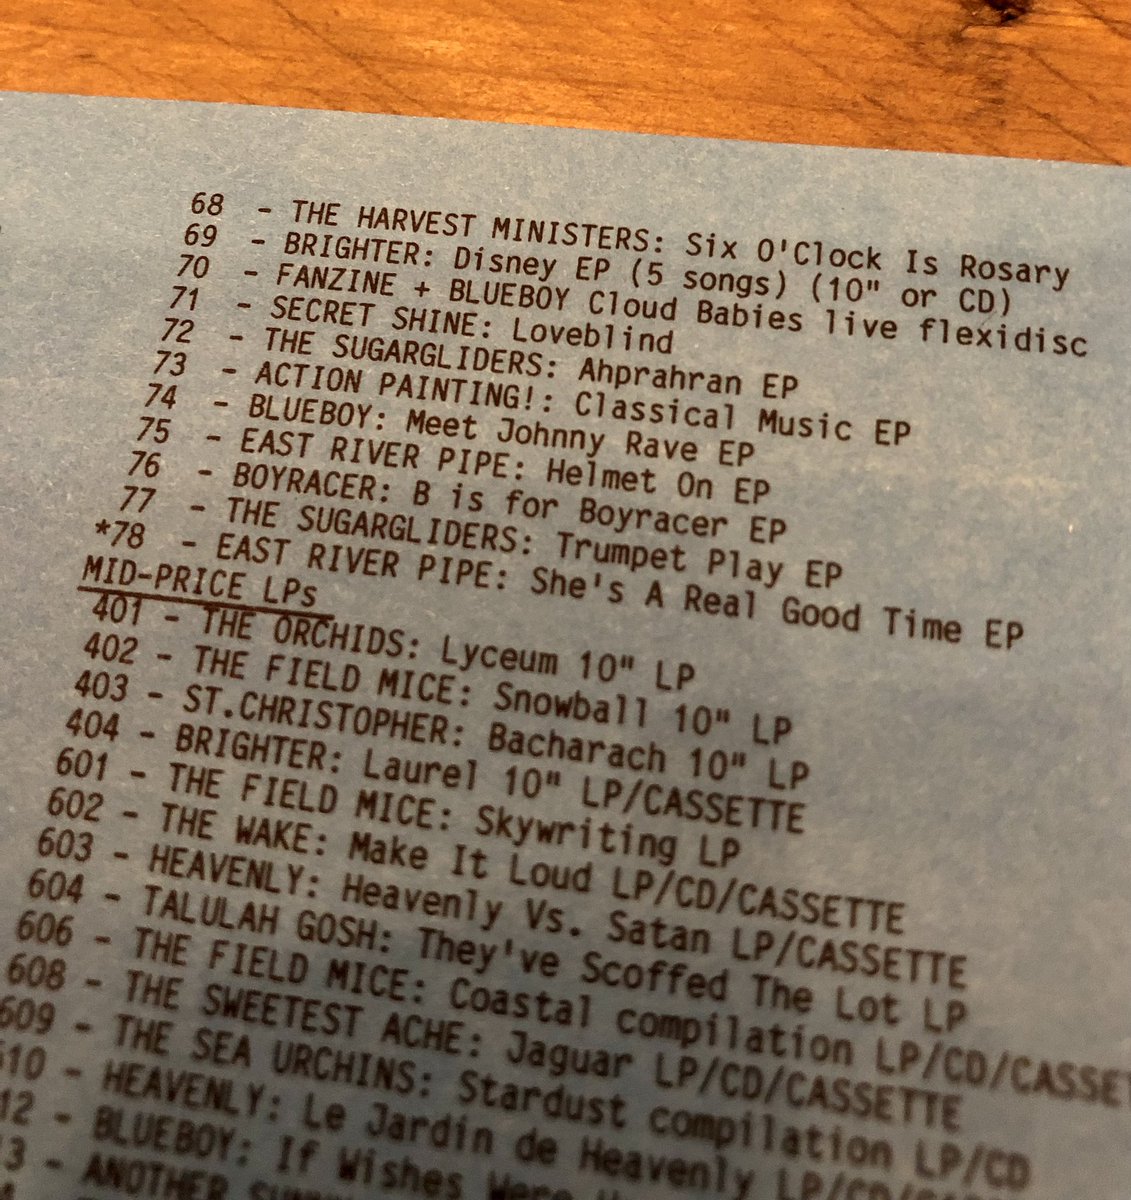 68 - THE HARVEST MINISTERS: Six O'Clock Is Rosary
69 - BRIGHTER: Disney EP (5 songs) (10" or CD)
70 - FANZINE + BLUEBOY Cloud Babies live flexidisc
71 - SECRET SHINE: Loveblind
72 - THE SUGARGLIDERS: Ahprahran EP
73 - ACTION PAINTING!: Classical Music EP
74 - BLUEBOY: Meet Johnny Rave EP
75 - EAST RIVER PIPE: Helmet On EP
76 - BOYRACER: B is for Boyracer EP
77 - THE SUGARGLIDERS: Trumpet Play EP
*78 - EAST RIVER PIPE: She's A Real Good Time EP
MID-PRICE LPs
401 - THE ORCHIDS: Lyceum 10" LP
402 - THE FIELD MICE: Snowball 10" LP
403 - ST.CHRISTOPHER: Bacharach 10" LP
404 - BRIGHTER: Laurel 10" LP/CASSETTE
601 - THE FIELD MICE: Skywriting LP
602 - THE WAKE: Make It Loud LP/CD/CASSETTE
603 - HEAVENLY: Heavenly Vs. Satan LP/CASSETTE
604 - TALULAH GOSH: They've Scoffed The Lot LP
606 - THE FIELD MICE: Coastal compilation LP/CD/CASSET
608 - THE SWEETEST ACHE: Jaguar LP/CD/CASSETTE
609 - THE SEA URCHINS: Stardust compilation LP/CD
610 - HEAVENLY: Le Jardin de Heavenly LP/CD/
12 - BLUEBOY: If Wishes Were
3 - ANOTHER